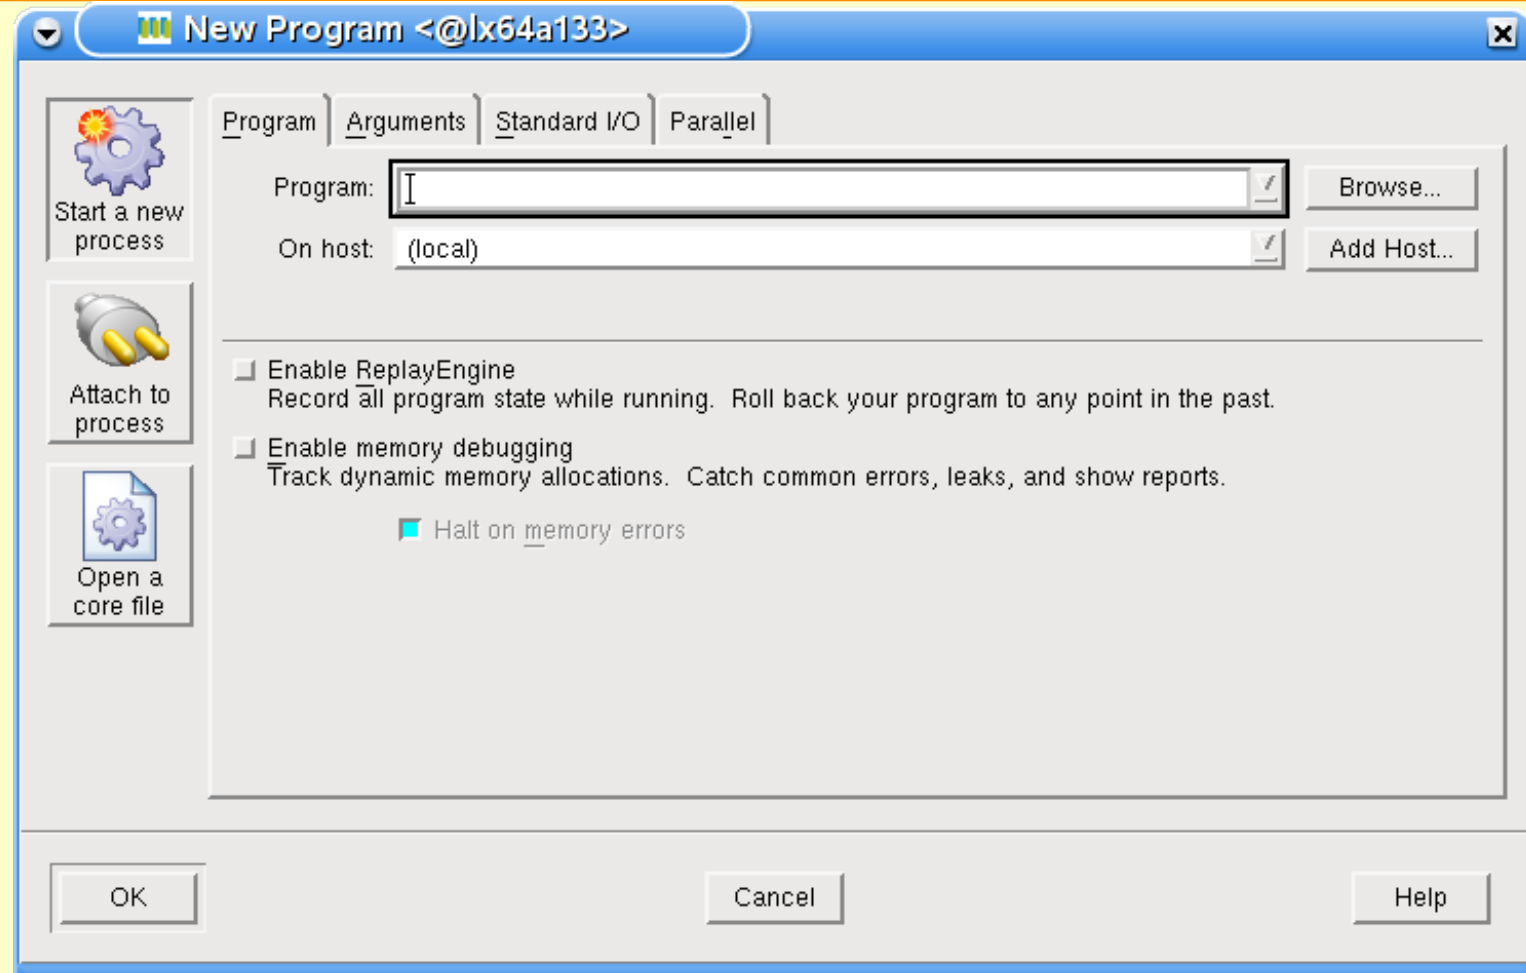 New Program <@lx64a133>
Start a new
process
Attach to
process
Open a
core file
Program
Arguments
Standard I/O
Parallel
Program:
Browse...
On host:
(local)
Add Host...
Enable ReplayEngine
Record all program state while running. Roll back your program to any point in the past.
Enable memory debugging
Track dynamic memory allocations. Catch common errors, leaks, and show reports.
Halt on memory errors
OK
Cancel
Help